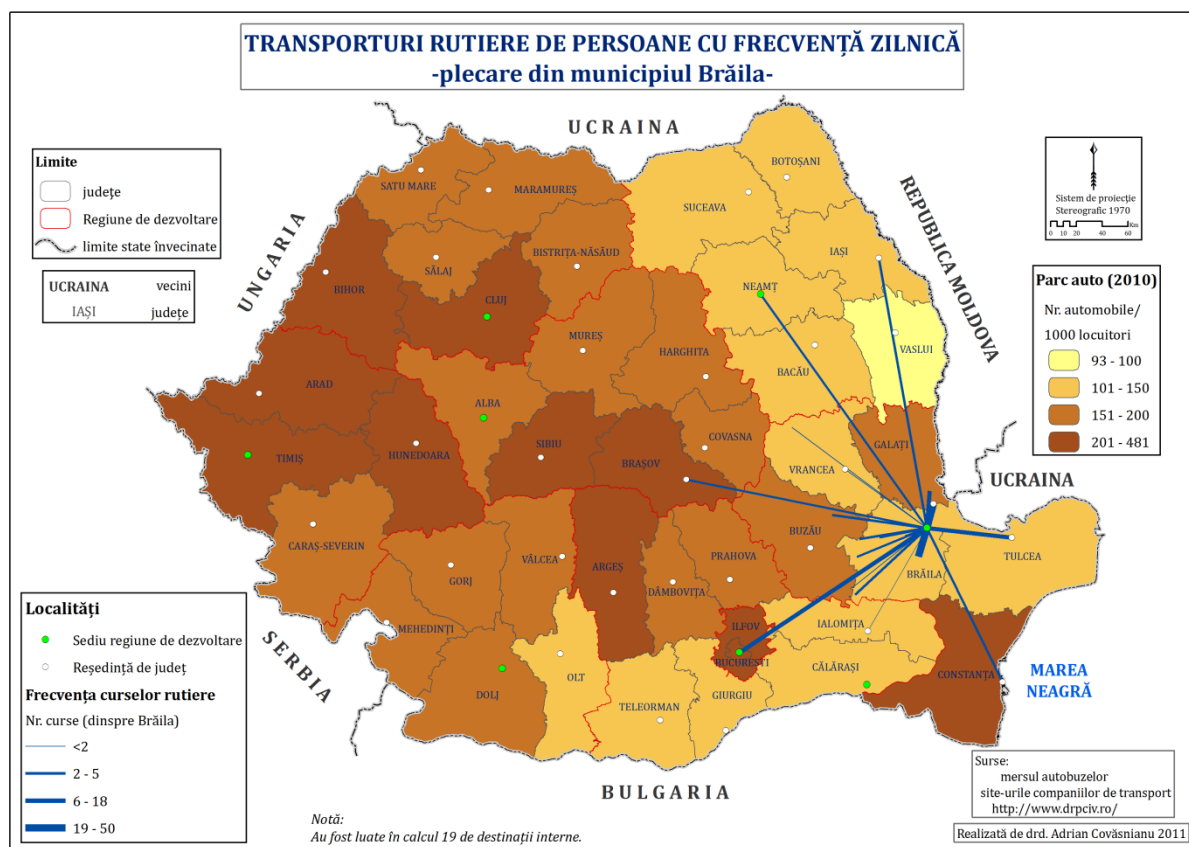 TRANSPORTURI RUTIERE DE PERSOANE CU FRECVENȚĂ ZILNICĂ
-plecare din municipiul Brăila-
Limite
județe
Regiune de dezvoltare
limite state învecinate
UCRAINA vecini
IAȘI județe
UCRAINA
REPUBLICA MOLDOVA
UCRAINA
MAREA
NEAGRĂ
BULGARIA
SERBIA
UNGARIA
Sistem de proiecție
Stereografic 1970
0 10 20 40 60 Km
Parc auto (2010)
Nr. automobile/
1000 locuitori
93 - 100
101 - 150
151 - 200
201 - 481
SATU MARE
MARAMUREȘ
SUCEAVA
BOTOȘANI
IAȘI
SĂLAJ
BISTRIȚA-NĂSĂUD
BIHOR
CLUJ
NEAMȚ
VASLUI
MUREȘ
HARGHITA
BACĂU
ARAD
ALBA
TIMIȘ
HUNEDOARA
SIBIU
BRAȘOV
COVASNA
VRANCEA
GALAȚI
CARAȘ-SEVERIN
GORJ
VÂLCEA
ARGEȘ
DÂMBOVIȚA
PRAHOVA
BUZĂU
BRĂILA
TULCEA
MEHEDINȚI
DOLJ
OLT
TELEORMAN
GIURGIU
ILFOV
BUCUREȘTI
IALOMIȚA
CĂLĂRAȘI
CONSTANȚA
Localități
Sediu regiune de dezvoltare
Reședință de județ
Frecvența curselor rutiere
Nr. curse (dinspre Brăila)
<2
2 - 5
6 - 18
19 - 50
Notă:
Au fost luate în calcul 19 de destinații interne.
Surse:
mersul autobuzelor
site-urile companiilor de transport
http://www.drpciv.ro/
Realizată de drd. Adrian Covăsnianu 2011